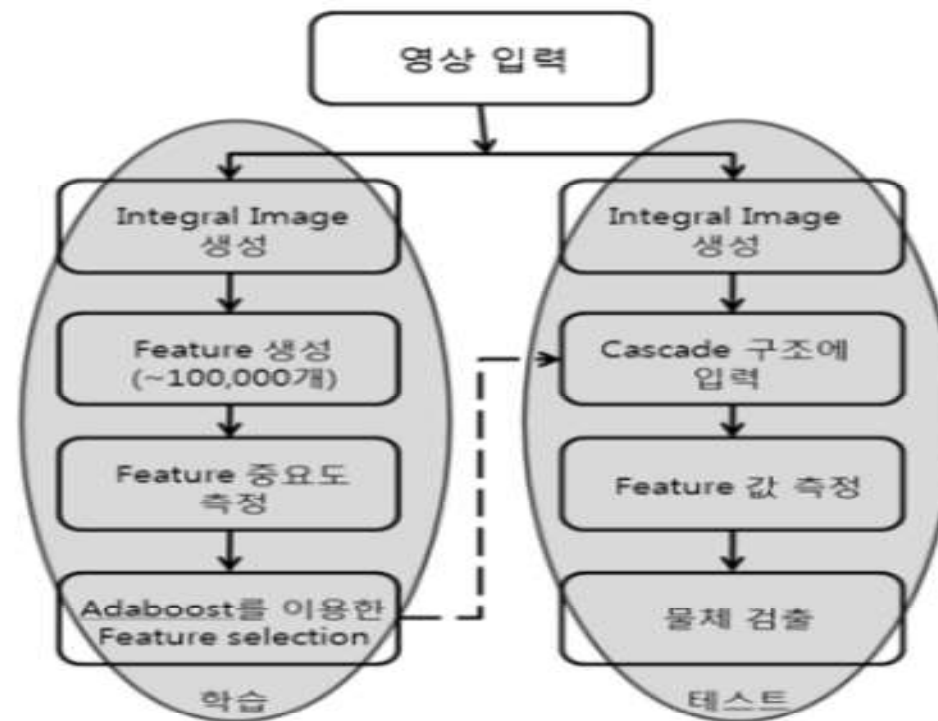 영상 입력
Integral Image
생성
Feature 생성
(~100,000개)
Feature 중요도
측정
Adaboost를 이용한
Feature selection
학습
Integral Image
생성
Cascade 구조에
입력
Feature 값 측정
물체 검출
테스트